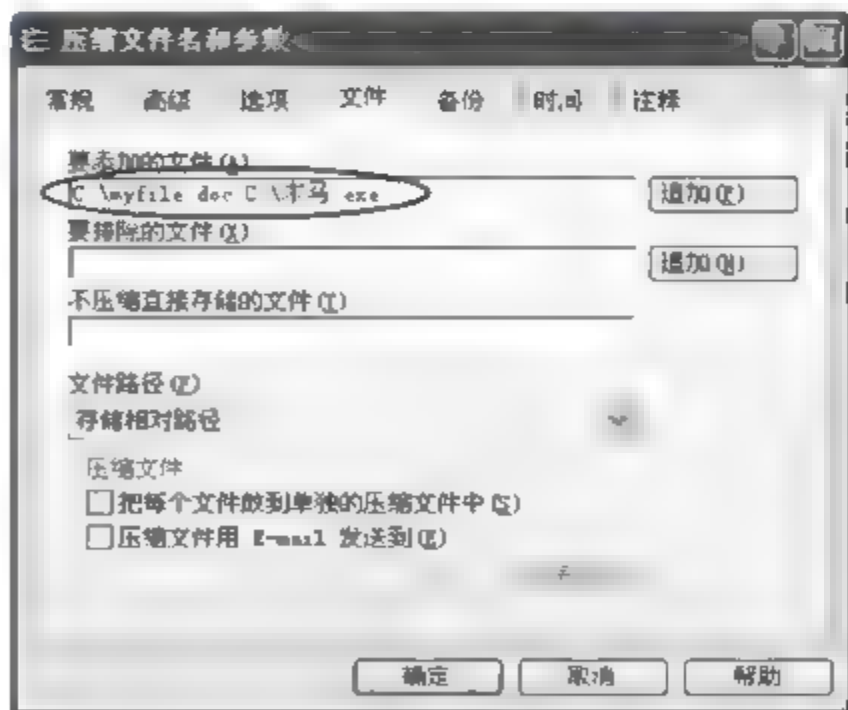 压缩文件名和参数
常规 高级 选项 文件 备份 时间 注释
要添加的文件(A)
C \myfile doc C \木马 exe 追加(F)
要排除的文件(X)
追加(N)
不压缩直接存储的文件(T)
文件路径(F)
存储相对路径
压缩文件
把每个文件放到单独的压缩文件中(S)
压缩文件用 E-mail 发送到(E)
确定 取消 帮助